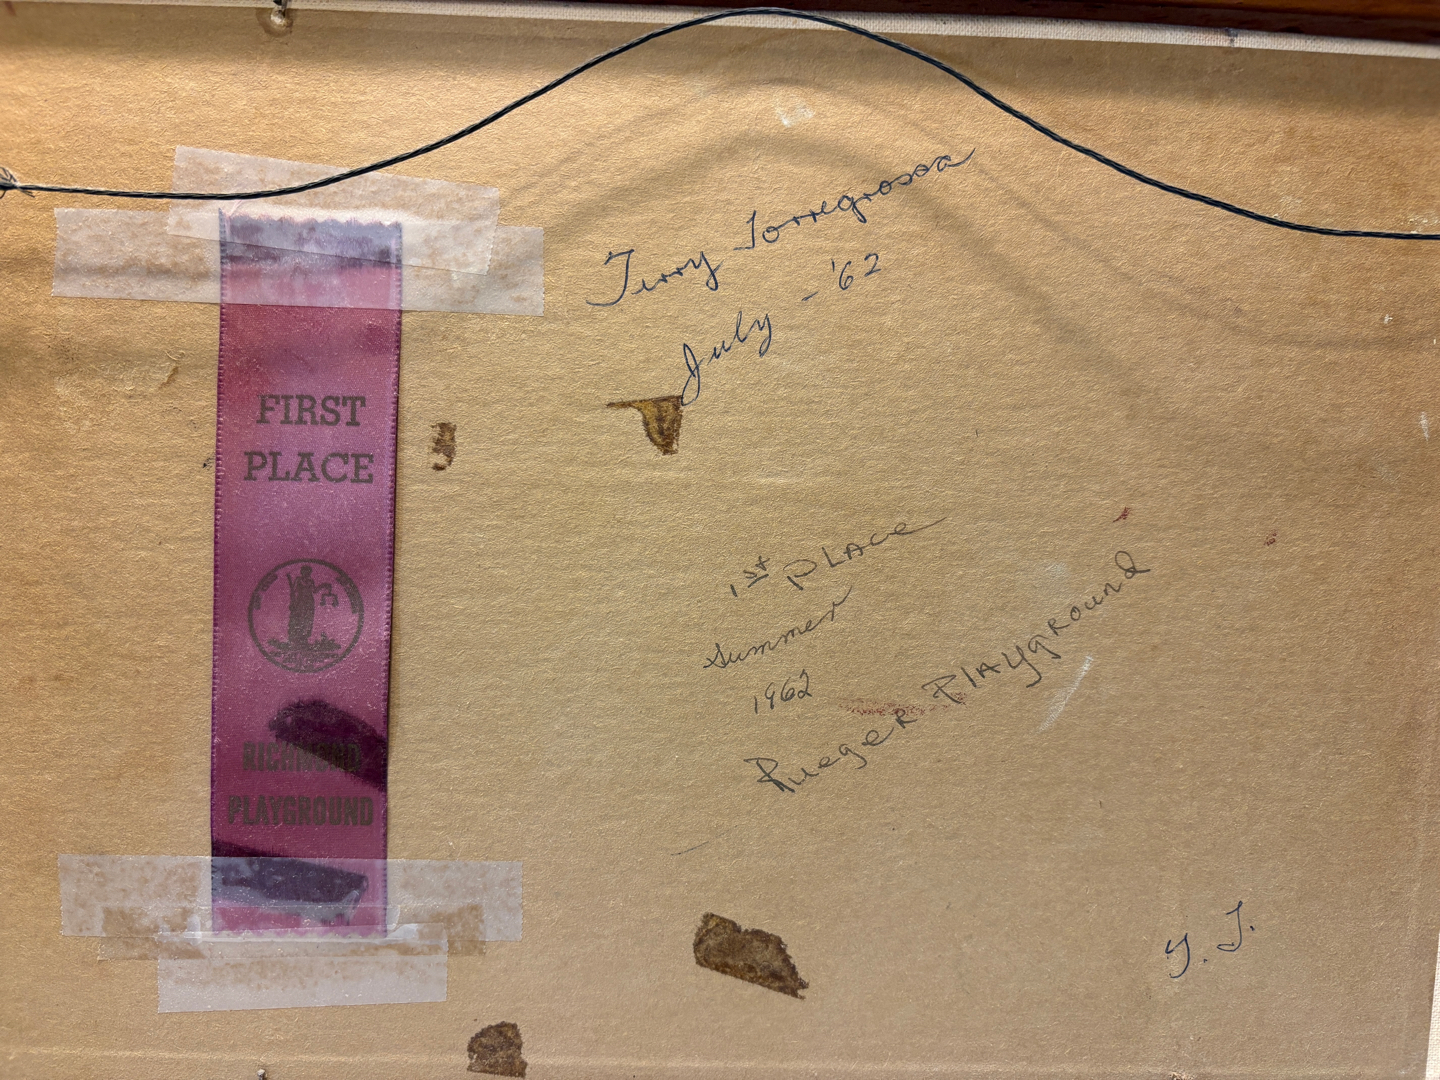 Terry Torregrossa
July - '62
FIRST
PLACE
RICHMOND
PLAYGROUND
1st PLACE
Summer
1962
Rueger Playground
T. T.